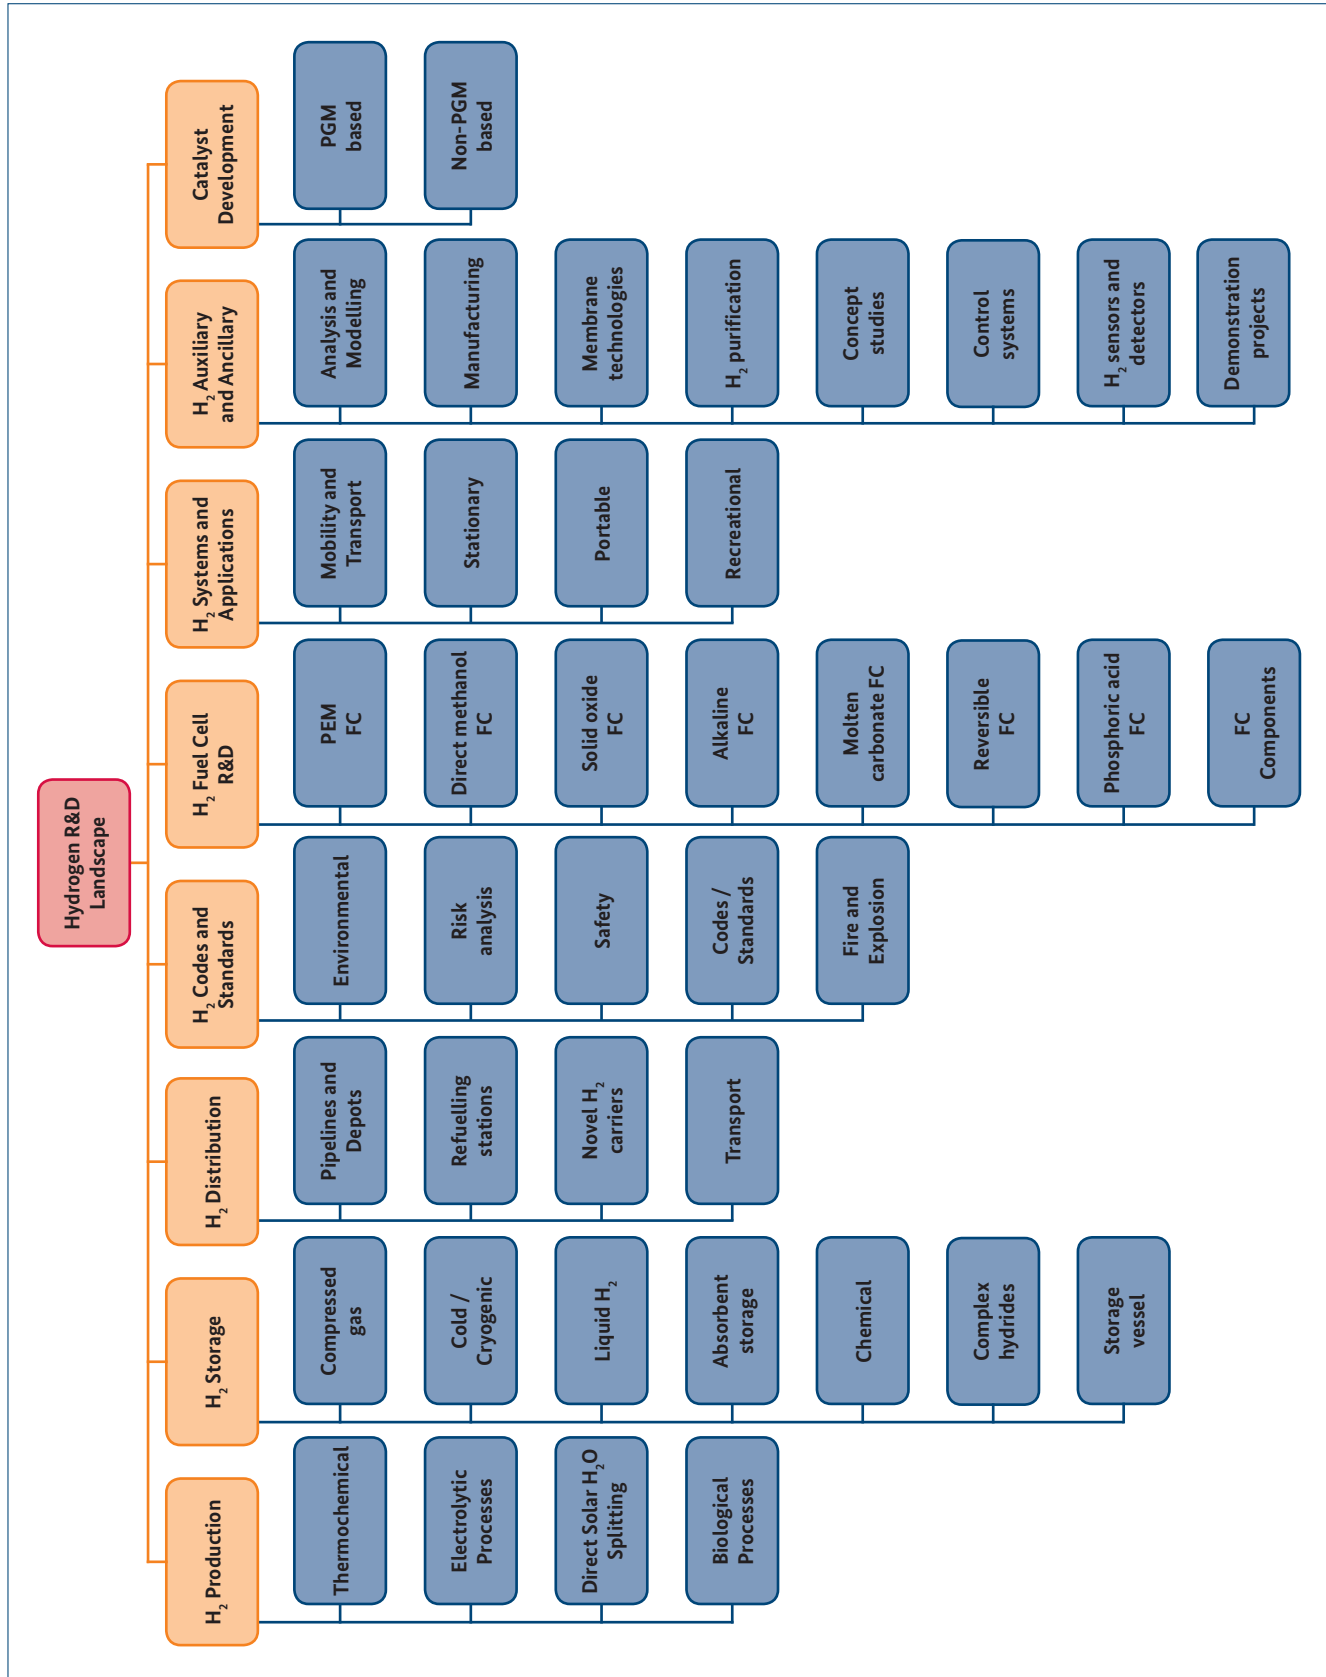 Hydrogen R&D
Landscape
H₂ Production
Thermochemical
Electrolytic
Processes
Direct Solar H₂O
Splitting
Biological
Processes
H₂ Storage
Compressed
gas
Cold /
Cryogenic
Liquid H₂
Absorbent
storage
Chemical
Complex
hydrides
Storage
vessel
H₂ Distribution
Pipelines and
Depots
Refuelling
stations
Novel H₂
carriers
Transport
H₂ Codes and
Standards
Environmental
Risk
analysis
Safety
Codes /
Standards
Fire and
Explosion
H₂ Fuel Cell
R&D
PEM
FC
Direct methanol
FC
Solid oxide
FC
Alkaline
FC
Molten
carbonate FC
Reversible
FC
Phosphoric acid
FC
FC
Components
H₂ Systems and
Applications
Mobility and
Transport
Stationary
Portable
Recreational
H₂ Auxiliary
and Ancillary
Analysis and
Modelling
Manufacturing
Membrane
technologies
H₂ purification
Concept
studies
Control
systems
H₂ sensors and
detectors
Demonstration
projects
Catalyst
Development
PGM
based
Non-PGM
based